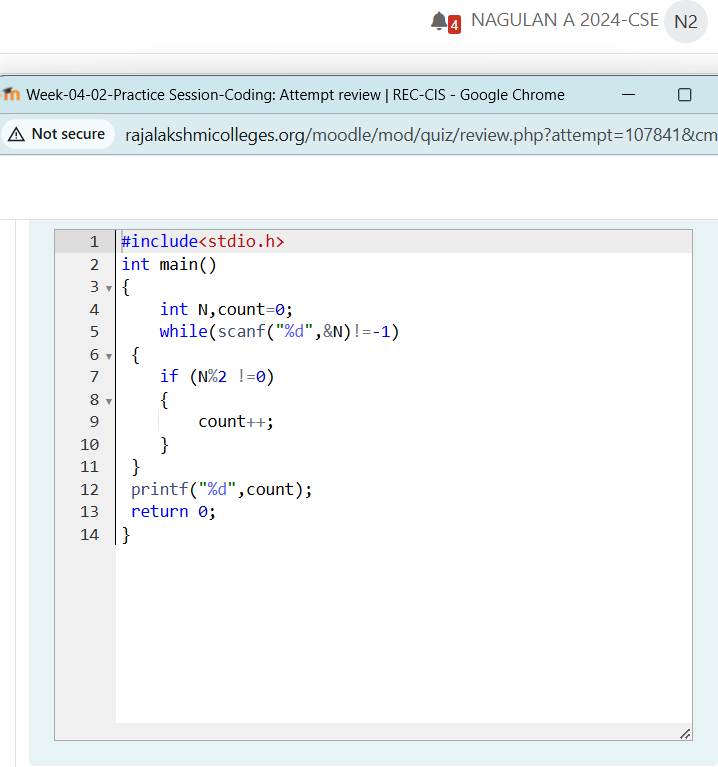 4 NAGULAN A 2024-CSE N2
Week-04-02-Practice Session-Coding: Attempt review | REC-CIS - Google Chrome
Not secure rajalakshmicolleges.org/moodle/mod/quiz/review.php?attempt=107841&cm
1 #include<stdio.h>
2 int main()
3 {
4     int N,count=0;
5     while(scanf("%d",&N)!=-1)
6  {
7     if (N%2 !=0)
8     {
9         count++;
10     }
11  }
12  printf("%d",count);
13  return 0;
14 }